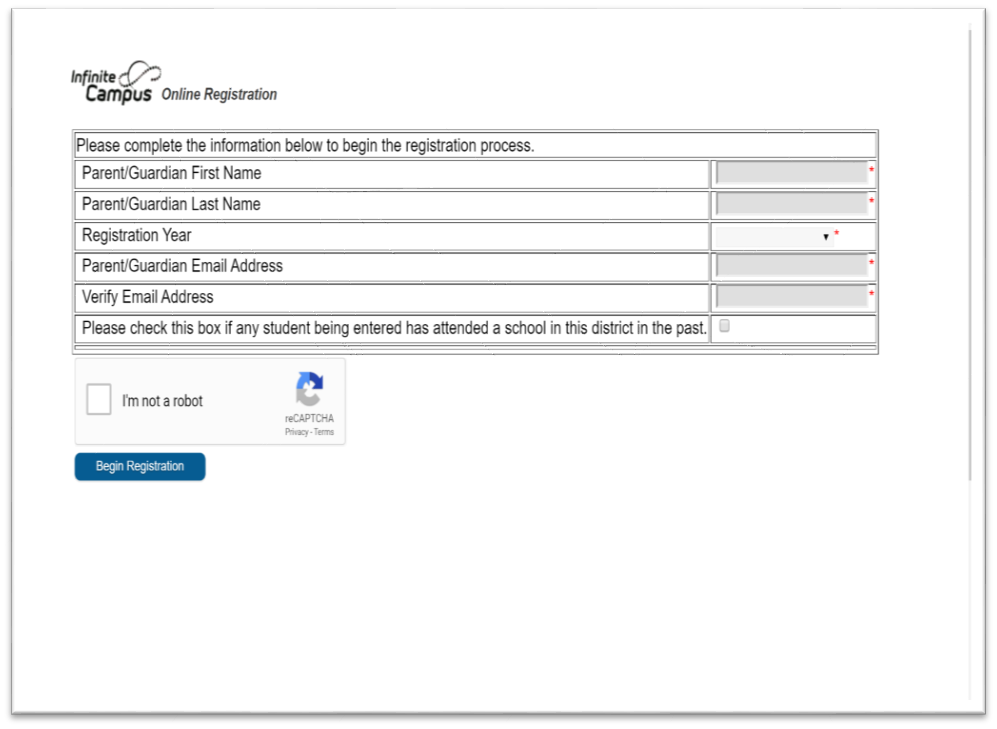 Infinite
Campus Online Registration
Please complete the information below to begin the registration process.
Parent/Guardian First Name *
Parent/Guardian Last Name *
Registration Year ▼ *
Parent/Guardian Email Address *
Verify Email Address *
Please check this box if any student being entered has attended a school in this district in the past.
I'm not a robot
reCAPTCHA
Privacy - Terms
Begin Registration